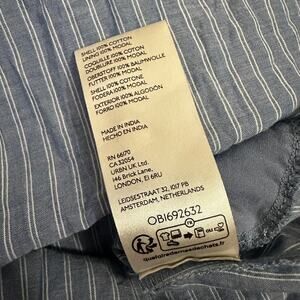 SHELL 100% COTTON
LINING 100% MODAL
COQUILLE 100% COTON
DOUBLURE 100% MODAL
OBERSTOFF 100% BAUMWOLLE
FUTTER 100% MODAL
SHELL 100% COTONE
FODERA 100% MODAL
EXTERIOR 100% ALGODÓN
FORRO 100% MODAL
MADE IN INDIA
HECHO EN INDIA
RN 66170
CA 32054
URBN UK Ltd.
146 Brick Lane,
LONDON, E1 6RU
LEIDSESTRAAT 32, 1017 PB
AMSTERDAM, NETHERLANDS
OB1692632
FR
OU
quefairedemesdechets.fr